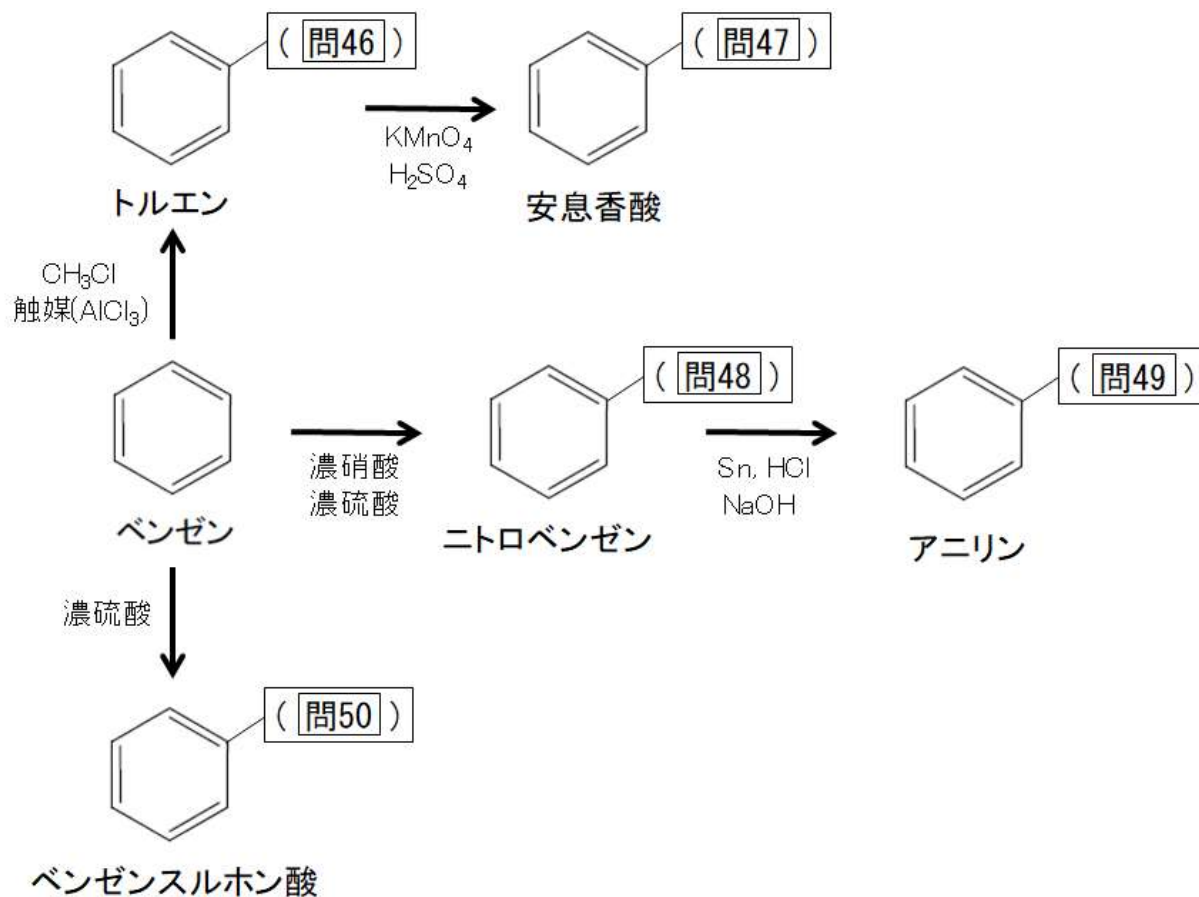 ( 問46 )
( 問47 )
KMnO₄
H₂SO₄
トルエン
安息香酸
CH₃Cl
触媒(AlCl₃)
( 問48 )
( 問49 )
濃硝酸
濃硫酸
Sn, HCl
NaOH
ベンゼン
ニトロベンゼン
アニリン
濃硫酸
( 問50 )
ベンゼンスルホン酸